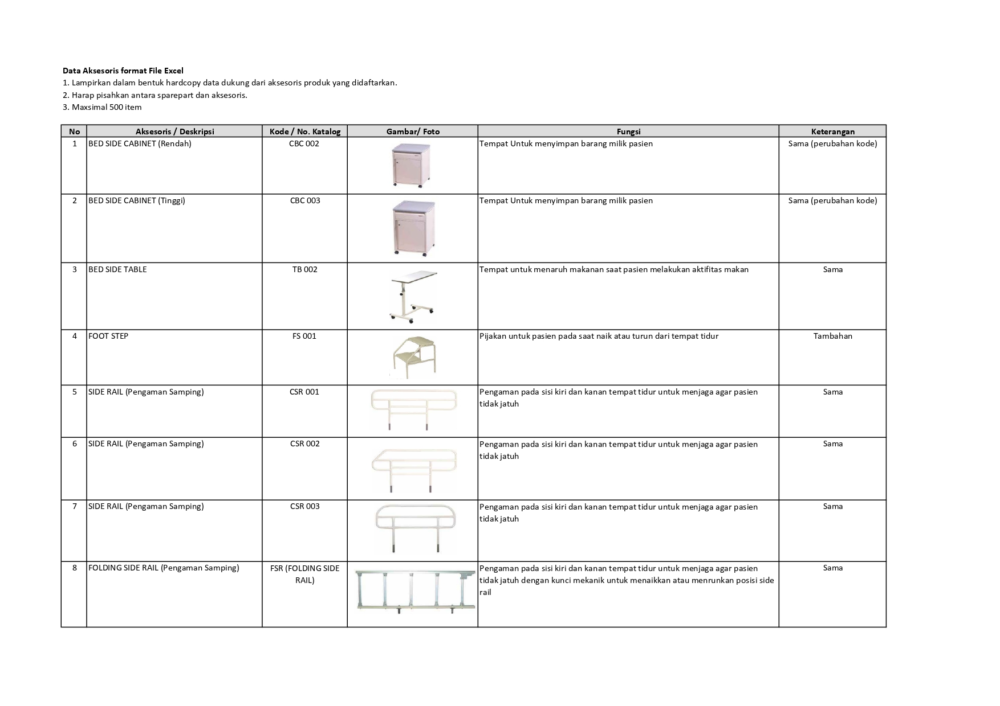 Data Aksesoris format File Excel
1. Lampirkan dalam bentuk hardcopy data dukung dari aksesoris produk yang didaftarkan.
2. Harap pisahkan antara sparepart dan aksesoris.
3. Maxsimal 500 item
No Aksesoris / Deskripsi Kode / No. Katalog Gambar/ Foto Fungsi Keterangan
1 BED SIDE CABINET (Rendah) CBC 002 Tempat Untuk menyimpan barang milik pasien Sama (perubahan kode)
2 BED SIDE CABINET (Tinggi) CBC 003 Tempat Untuk menyimpan barang milik pasien Sama (perubahan kode)
3 BED SIDE TABLE TB 002 Tempat untuk menaruh makanan saat pasien melakukan aktifitas makan Sama
4 FOOT STEP FS 001 Pijakan untuk pasien pada saat naik atau turun dari tempat tidur Tambahan
5 SIDE RAIL (Pengaman Samping) CSR 001 Pengaman pada sisi kiri dan kanan tempat tidur untuk menjaga agar pasien Sama
tidak jatuh
6 SIDE RAIL (Pengaman Samping) CSR 002 Pengaman pada sisi kiri dan kanan tempat tidur untuk menjaga agar pasien Sama
tidak jatuh
7 SIDE RAIL (Pengaman Samping) CSR 003 Pengaman pada sisi kiri dan kanan tempat tidur untuk menjaga agar pasien Sama
tidak jatuh
8 FOLDING SIDE RAIL (Pengaman Samping) FSR (FOLDING SIDE Pengaman pada sisi kiri dan kanan tempat tidur untuk menjaga agar pasien Sama
RAIL) tidak jatuh dengan kunci mekanik untuk menaikkan atau menrunkan posisi side
rail